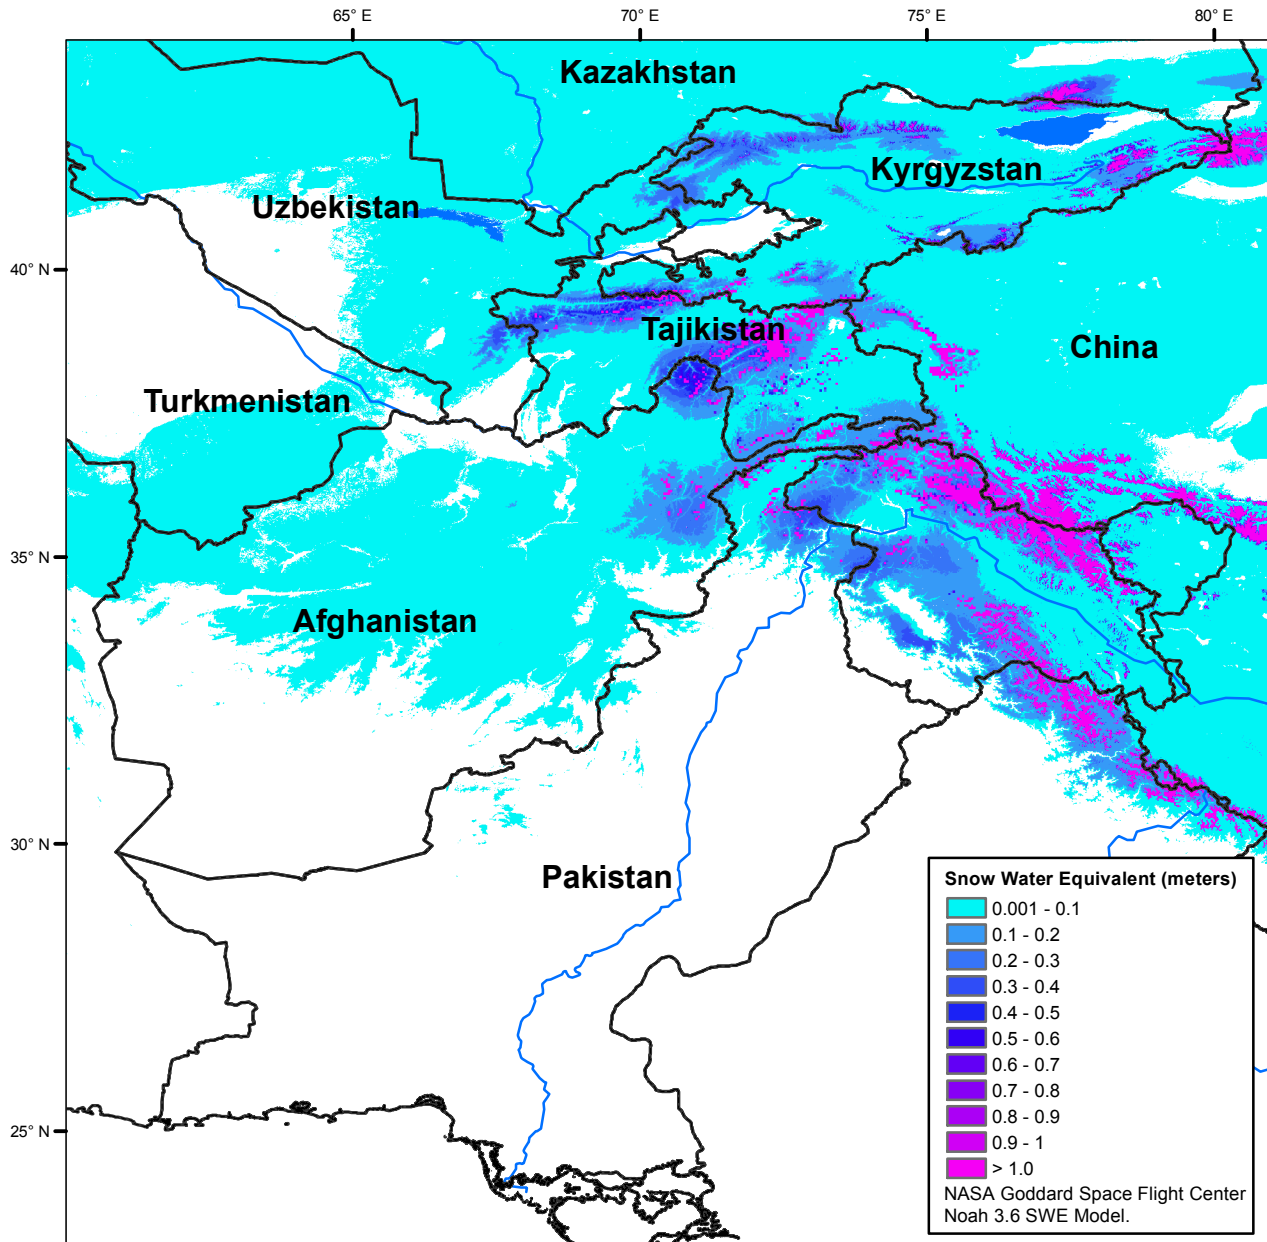 65° E
70° E
75° E
80° E
Kazakhstan
Kyrgyzstan
Uzbekistan
40° N
Tajikistan
China
Turkmenistan
35° N
Afghanistan
30° N
Pakistan
25° N
Snow Water Equivalent (meters)
0.001 - 0.1
0.1 - 0.2
0.2 - 0.3
0.3 - 0.4
0.4 - 0.5
0.5 - 0.6
0.6 - 0.7
0.7 - 0.8
0.8 - 0.9
0.9 - 1
> 1.0
NASA Goddard Space Flight Center
Noah 3.6 SWE Model.